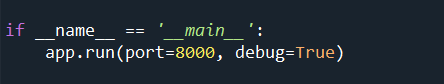 if __name__ == '__main__':
    app.run(port=8000, debug=True)